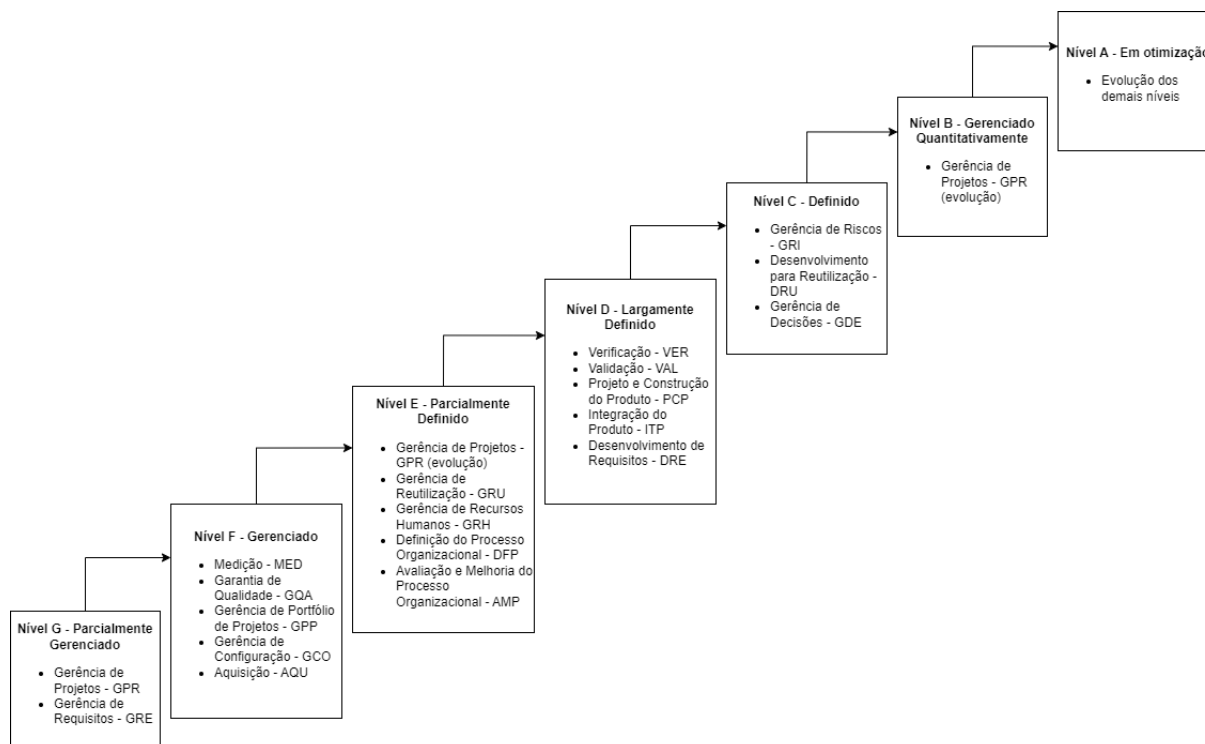 Nível G - Parcialmente
Gerenciado
Gerência de
Projetos - GPR
Gerência de
Requisitos - GRE
Nível F - Gerenciado
Medição - MED
Garantia de
Qualidade - GQA
Gerência de Portfólio
de Projetos - GPP
Gerência de
Configuração - GCO
Aquisição - AQU
Nível E - Parcialmente
Definido
Gerência de Projetos -
GPR (evolução)
Gerência de
Reutilização - GRU
Gerência de Recursos
Humanos - GRH
Definição do Processo
Organizacional - DFP
Avaliação e Melhoria do
Processo
Organizacional - AMP
Nível D - Largamente
Definido
Verificação - VER
Validação - VAL
Projeto e Construção
do Produto - PCP
Integração do
Produto - ITP
Desenvolvimento de
Requisitos - DRE
Nível C - Definido
Gerência de Riscos
- GRI
Desenvolvimento
para Reutilização -
DRU
Gerência de
Decisões - GDE
Nível B - Gerenciado
Quantitativamente
Gerência de
Projetos - GPR
(evolução)
Nível A - Em otimização
Evolução dos
demais níveis